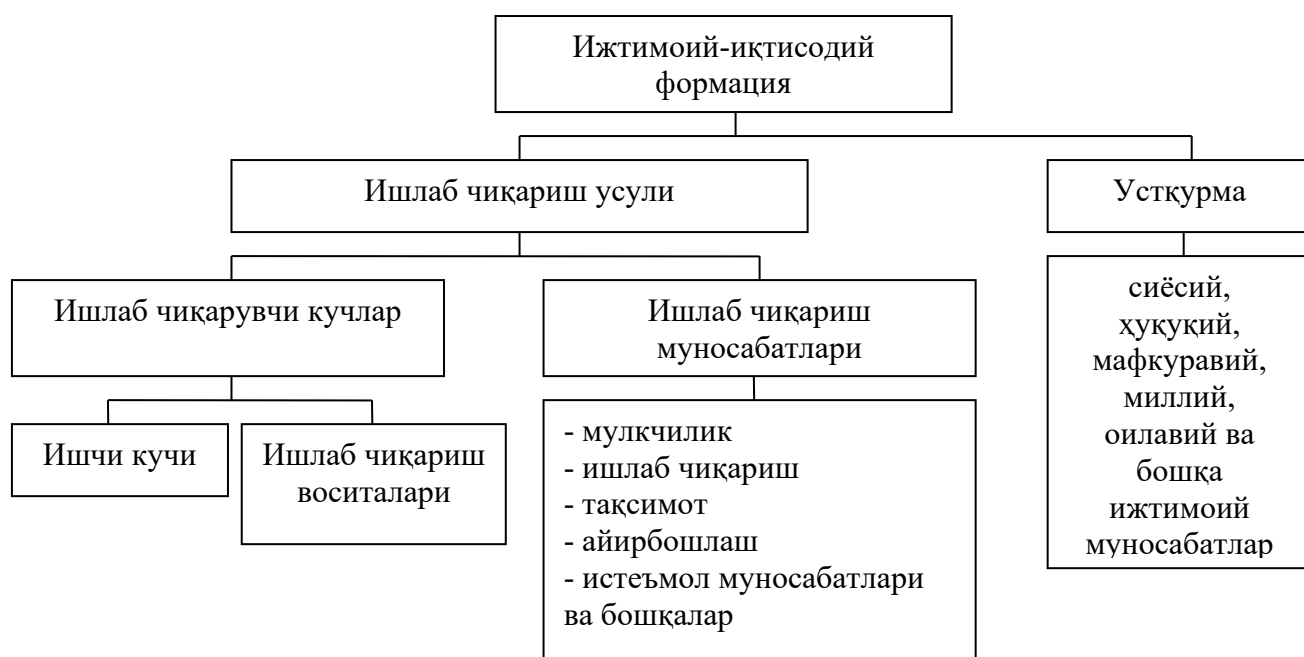 Ижтимоий-иқтисодий
формация
Ишлаб чиқариш усули
Устқурма
Ишлаб чиқарувчи кучлар
Ишлаб чиқариш
муносабатлари
сиёсий,
ҳуқуқий,
мафкуравий,
миллий,
оилавий ва
бошқа
ижтимоий
муносабатлар
Ишчи кучи
Ишлаб чиқариш
воситалари
- мулкчилик
- ишлаб чиқариш
- тақсимот
- айирбошлаш
- истеъмол муносабатлари
ва бошқалар